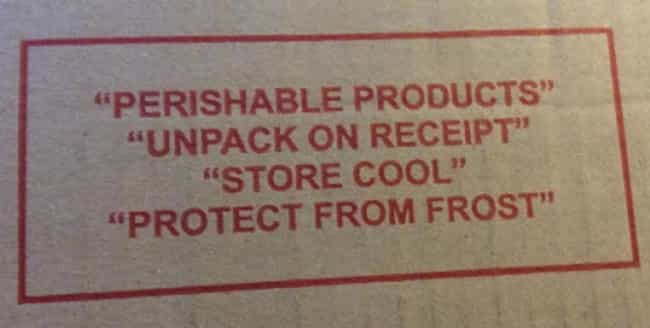 “PERISHABLE PRODUCTS”
“UNPACK ON RECEIPT”
“STORE COOL”
“PROTECT FROM FROST”